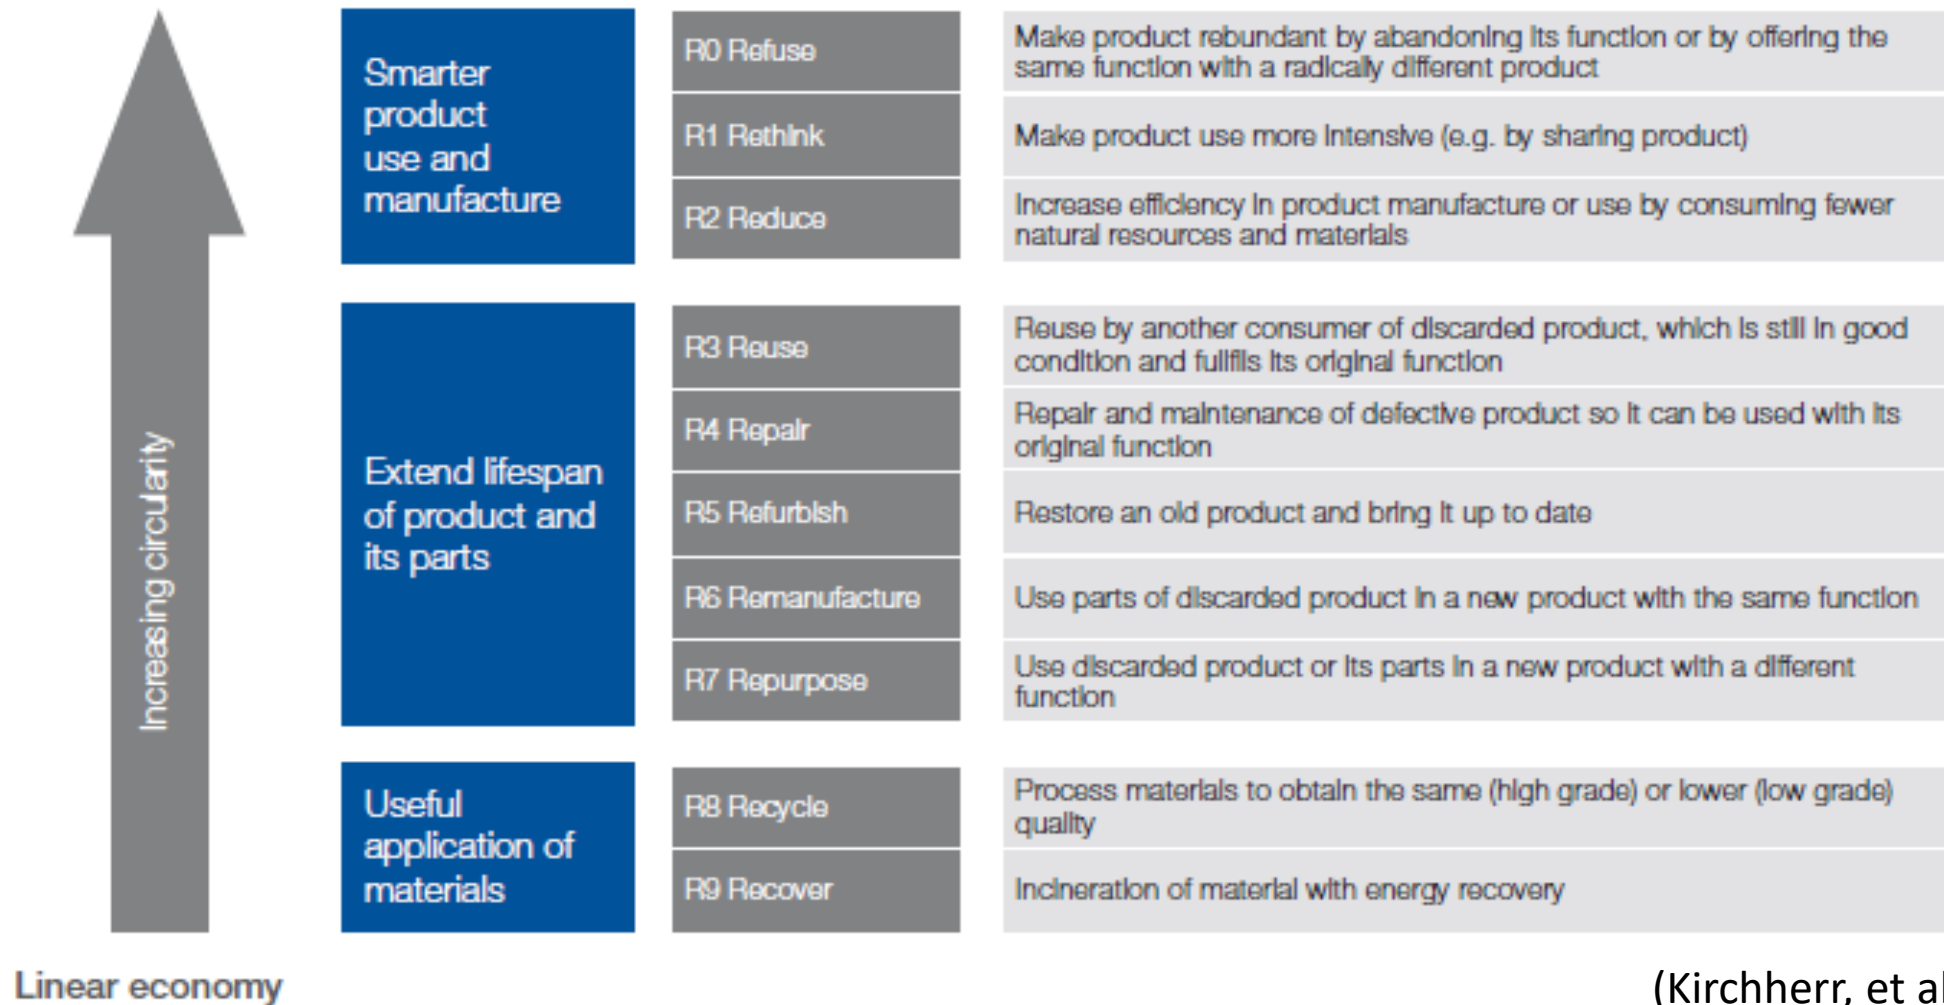 Smarter
product
use and
manufacture
R0 Refuse
Make product rebundant by abandoning its function or by offering the
same function with a radically different product
R1 Rethink
Make product use more intensive (e.g. by sharing product)
R2 Reduce
Increase efficiency in product manufacture or use by consuming fewer
natural resources and materials
Increasing circularity
Extend lifespan
of product and
its parts
R3 Reuse
Reuse by another consumer of discarded product, which is still in good
condition and fullfils its original function
R4 Repair
Repair and maintenance of defective product so it can be used with its
original function
R5 Refurbish
Restore an old product and bring it up to date
R6 Remanufacture
Use parts of discarded product in a new product with the same function
R7 Repurpose
Use discarded product or its parts in a new product with a different
function
Useful
application of
materials
R8 Recycle
Process materials to obtain the same (high grade) or lower (low grade)
quality
R9 Recover
Incineration of material with energy recovery
Linear economy
(Kirchherr, et al